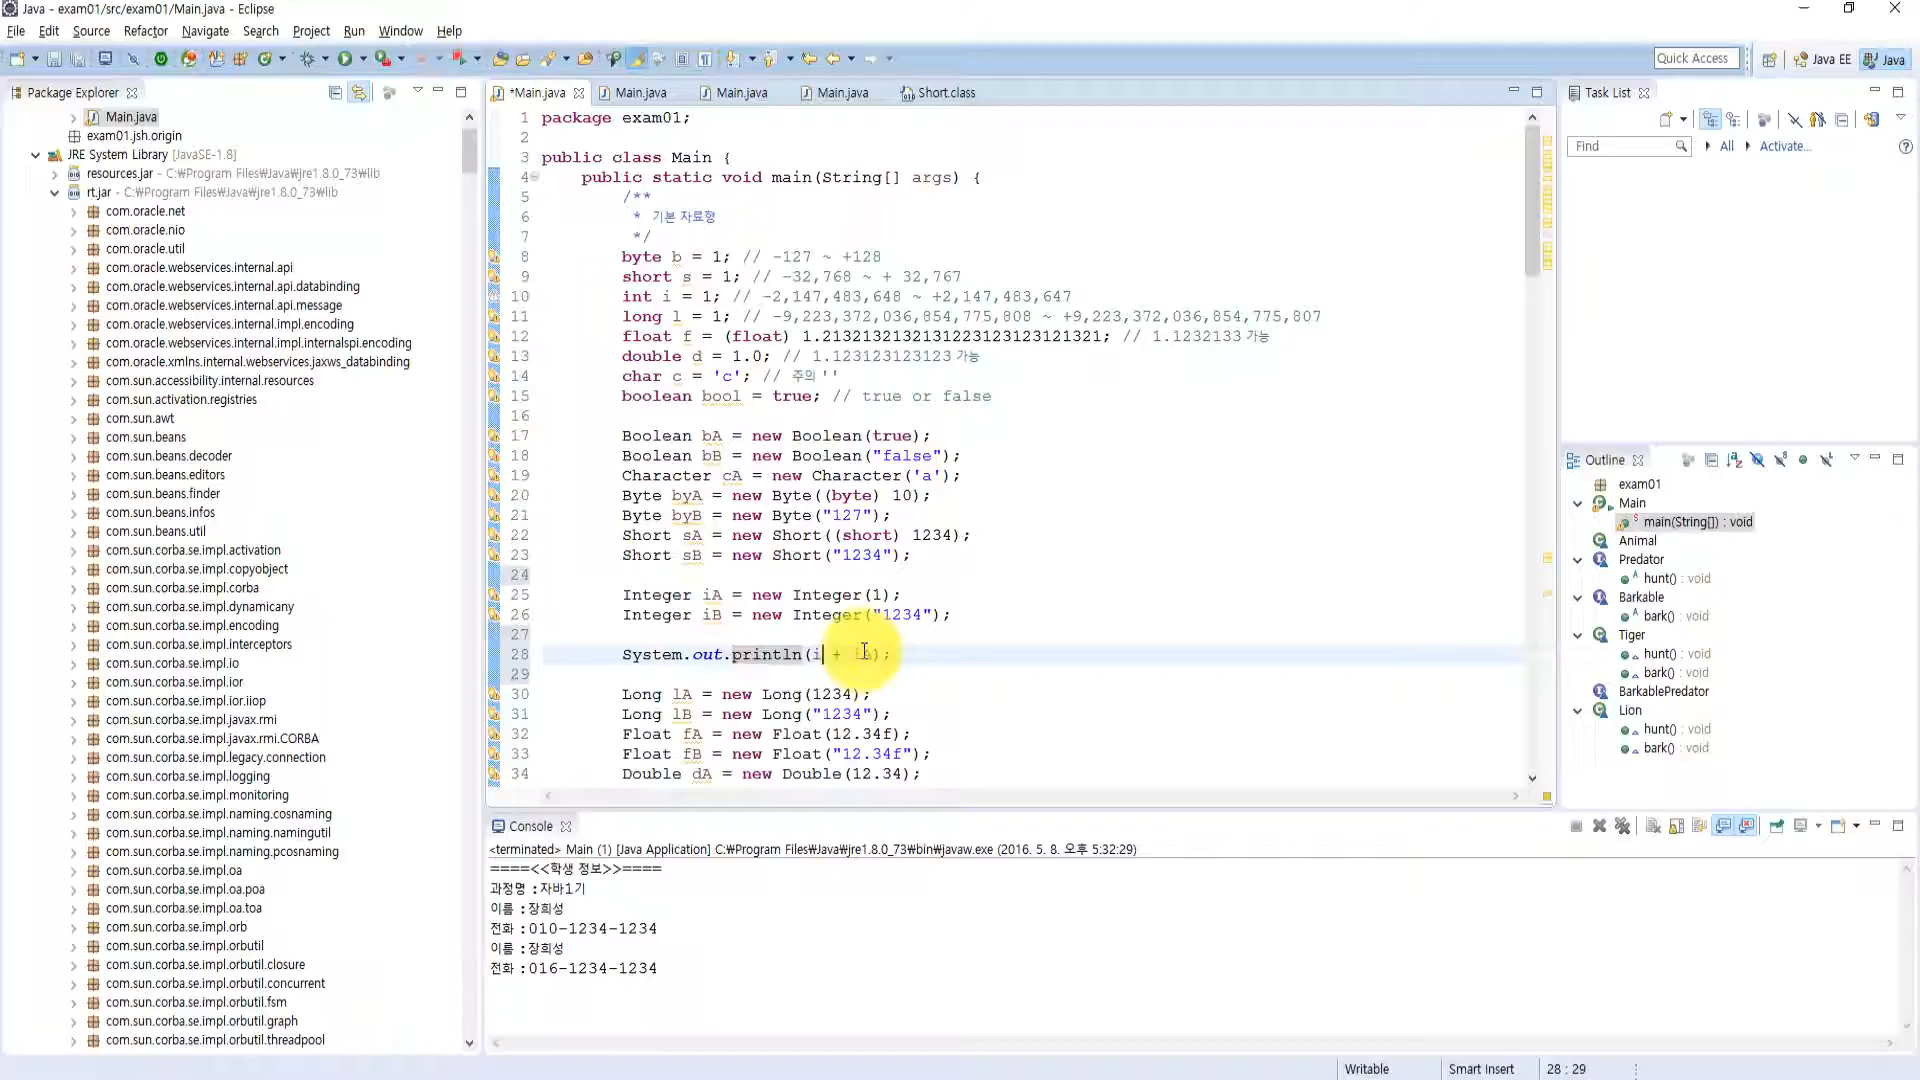 Java - exam01/src/exam01/Main.java - Eclipse
File Edit Source Refactor Navigate Search Project Run Window Help
Quick Access
Java EE
Java
Package Explorer
Main.java
exam01.jsh.origin
JRE System Library [JavaSE-1.8]
resources.jar - C:₩Program Files₩Java₩jre1.8.0_73₩lib
rt.jar - C:₩Program Files₩Java₩jre1.8.0_73₩lib
com.oracle.net
com.oracle.nio
com.oracle.util
com.oracle.webservices.internal.api
com.oracle.webservices.internal.api.databinding
com.oracle.webservices.internal.api.message
com.oracle.webservices.internal.impl.encoding
com.oracle.webservices.internal.impl.internalspi.encoding
com.oracle.xmlns.internal.webservices.jaxws_databinding
com.sun.accessibility.internal.resources
com.sun.activation.registries
com.sun.awt
com.sun.beans
com.sun.beans.decoder
com.sun.beans.editors
com.sun.beans.finder
com.sun.beans.infos
com.sun.beans.util
com.sun.corba.se.impl.activation
com.sun.corba.se.impl.copyobject
com.sun.corba.se.impl.corba
com.sun.corba.se.impl.dynamicany
com.sun.corba.se.impl.encoding
com.sun.corba.se.impl.interceptors
com.sun.corba.se.impl.io
com.sun.corba.se.impl.ior
com.sun.corba.se.impl.ior.iiop
com.sun.corba.se.impl.javax.rmi
com.sun.corba.se.impl.javax.rmi.CORBA
com.sun.corba.se.impl.legacy.connection
com.sun.corba.se.impl.logging
com.sun.corba.se.impl.monitoring
com.sun.corba.se.impl.naming.cosnaming
com.sun.corba.se.impl.naming.namingutil
com.sun.corba.se.impl.naming.pcosnaming
com.sun.corba.se.impl.oa
com.sun.corba.se.impl.oa.poa
com.sun.corba.se.impl.oa.toa
com.sun.corba.se.impl.orb
com.sun.corba.se.impl.orbutil
com.sun.corba.se.impl.orbutil.closure
com.sun.corba.se.impl.orbutil.concurrent
com.sun.corba.se.impl.orbutil.fsm
com.sun.corba.se.impl.orbutil.graph
com.sun.corba.se.impl.orbutil.threadpool
*Main.java Main.java Main.java Main.java Short.class
1 package exam01;
2
3 public class Main {
4 public static void main(String[] args) {
5 /**
6 * 기본 자료형
7 */
8 byte b = 1; // -127 ~ +128
9 short s = 1; // -32,768 ~ + 32,767
10 int i = 1; // -2,147,483,648 ~ +2,147,483,647
11 long l = 1; // -9,223,372,036,854,775,808 ~ +9,223,372,036,854,775,807
12 float f = (float) 1.2132132132131223123123121321; // 1.1232133 가능
13 double d = 1.0; // 1.123123123123 가능
14 char c = 'c'; // 주의 ''
15 boolean bool = true; // true or false
16
17 Boolean bA = new Boolean(true);
18 Boolean bB = new Boolean("false");
19 Character cA = new Character('a');
20 Byte byA = new Byte((byte) 10);
21 Byte byB = new Byte("127");
22 Short sA = new Short((short) 1234);
23 Short sB = new Short("1234");
24
25 Integer iA = new Integer(1);
26 Integer iB = new Integer("1234");
27
28 System.out.println(i + );
29
30 Long lA = new Long(1234);
31 Long lB = new Long("1234");
32 Float fA = new Float(12.34f);
33 Float fB = new Float("12.34f");
34 Double dA = new Double(12.34);
Console
<terminated> Main (1) [Java Application] C:₩Program Files₩Java₩jre1.8.0_73₩bin₩javaw.exe (2016. 5. 8. 오후 5:32:29)
====<<학생 정보>>====
과정명 :자바1기
이름 :장희성
전화 :010-1234-1234
이름 :장희성
전화 :016-1234-1234
Task List
Find All Activate...
Outline
exam01
Main
main(String[]) : void
Animal
Predator
hunt() : void
Barkable
bark() : void
Tiger
hunt() : void
bark() : void
BarkablePredator
Lion
hunt() : void
bark() : void
Writable Smart Insert 28 : 29